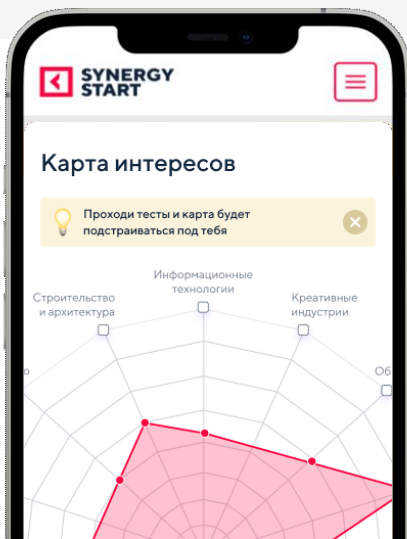 SYNERGY
START
Карта интересов
Проходи тесты и карта будет
подстраиваться под тебя
Информационные
технологии
Строительство
и архитектура
Креативные
индустрии